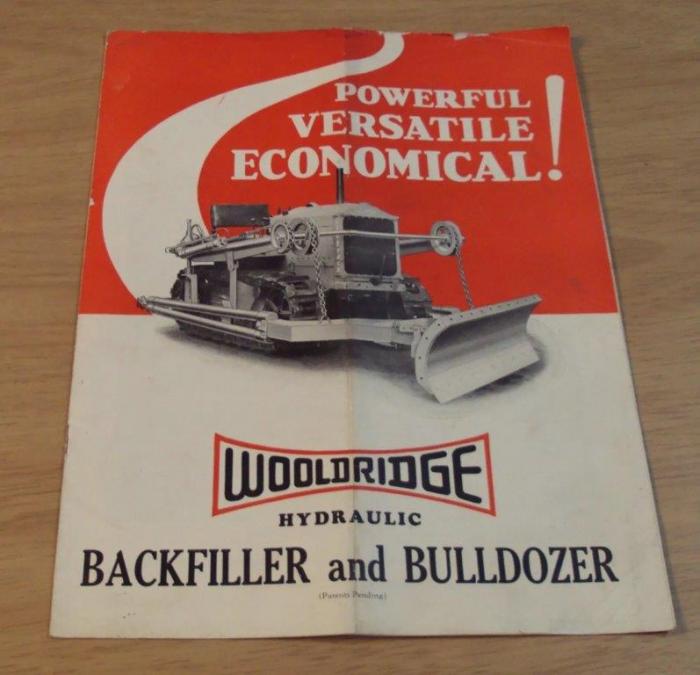 POWERFUL
VERSATILE
ECONOMICAL!
WOOLDRIDGE
HYDRAULIC
BACKFILLER and BULLDOZER
(Patents Pending)